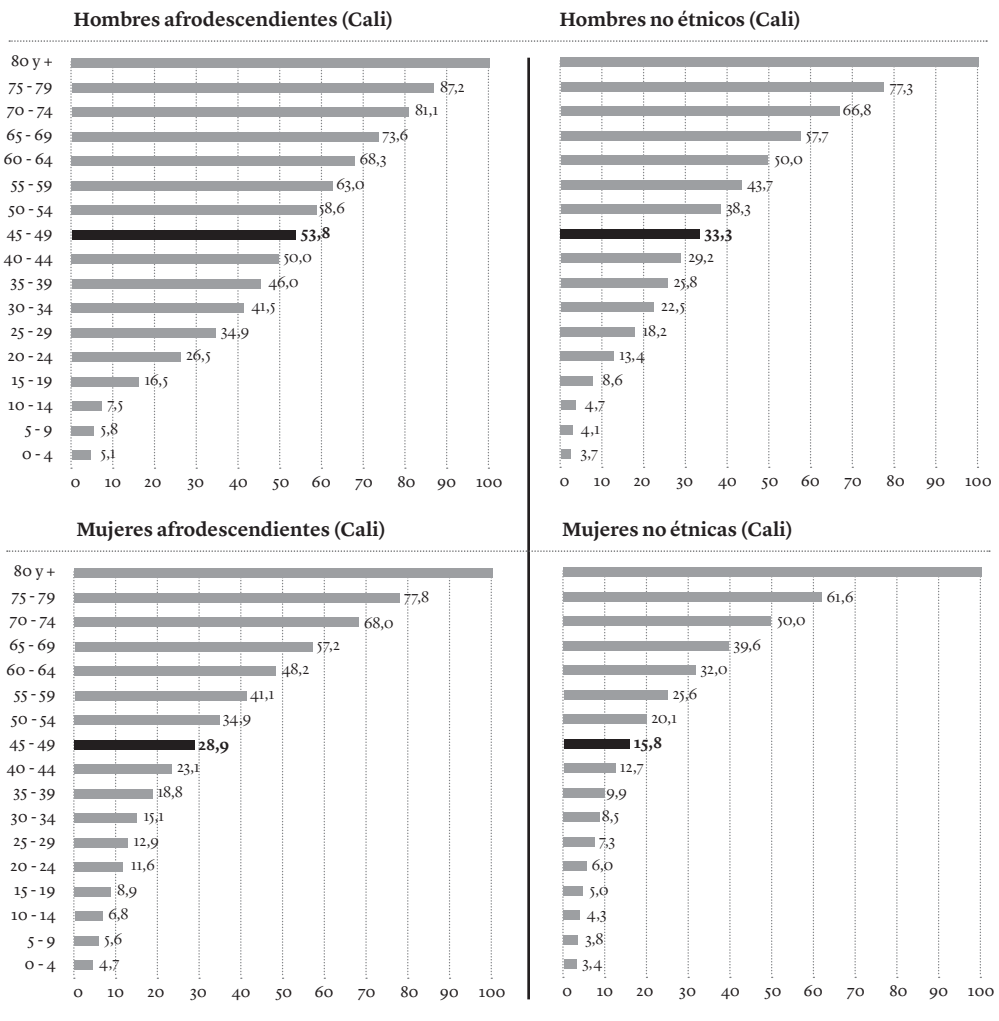 Hombres afrodescendientes (Cali)
80 y +
75 - 79 87,2
70 - 74 81,1
65 - 69 73,6
60 - 64 68,3
55 - 59 63,0
50 - 54 58,6
45 - 49 53,8
40 - 44 50,0
35 - 39 46,0
30 - 34 41,5
25 - 29 34,9
20 - 24 26,5
15 - 19 16,5
10 - 14 7,5
5 - 9 5,8
0 - 4 5,1
0 10 20 30 40 50 60 70 80 90 100
Hombres no étnicos (Cali)
77,3
66,8
57,7
50,0
43,7
38,3
33,3
29,2
25,8
22,5
18,2
13,4
8,6
4,7
4,1
3,7
0 10 20 30 40 50 60 70 80 90 100
Mujeres afrodescendientes (Cali)
80 y +
75 - 79 77,8
70 - 74 68,0
65 - 69 57,2
60 - 64 48,2
55 - 59 41,1
50 - 54 34,9
45 - 49 28,9
40 - 44 23,1
35 - 39 18,8
30 - 34 15,1
25 - 29 12,9
20 - 24 11,6
15 - 19 8,9
10 - 14 6,8
5 - 9 5,6
0 - 4 4,7
0 10 20 30 40 50 60 70 80 90 100
Mujeres no étnicas (Cali)
61,6
50,0
39,6
32,0
25,6
20,1
15,8
12,7
9,9
8,5
7,3
6,0
5,0
4,3
3,8
3,4
0 10 20 30 40 50 60 70 80 90 100